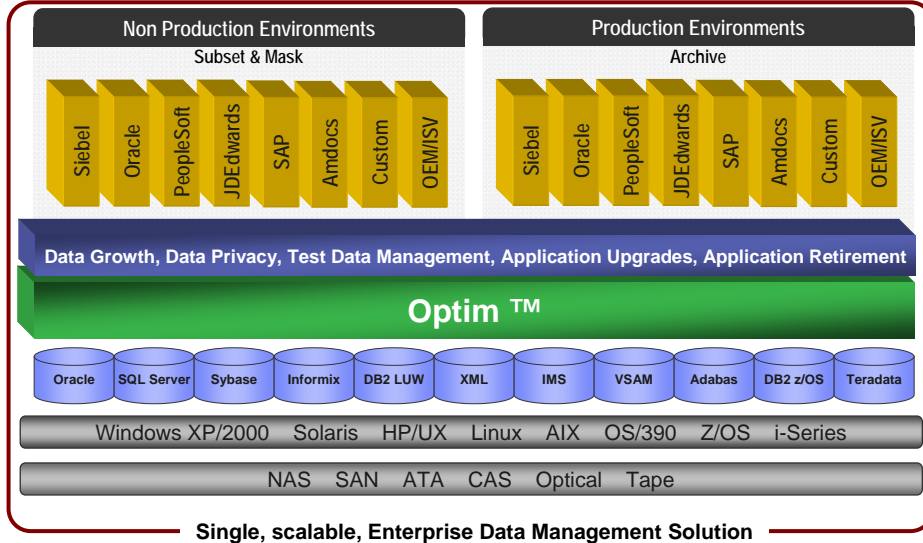 Non Production Environments
Subset & Mask
Siebel
Oracle
PeopleSoft
JDEdwards
SAP
Amdocs
Custom
OEM/ISV
Production Environments
Archive
Siebel
Oracle
PeopleSoft
JDEdwards
SAP
Amdocs
Custom
OEM/ISV
Data Growth, Data Privacy, Test Data Management, Application Upgrades, Application Retirement
Optim ™
Oracle
SQL Server
Sybase
Informix
DB2 LUW
XML
IMS
VSAM
Adabas
DB2 z/OS
Teradata
Windows XP/2000 Solaris HP/UX Linux AIX OS/390 Z/OS i-Series
NAS SAN ATA CAS Optical Tape
Single, scalable, Enterprise Data Management Solution